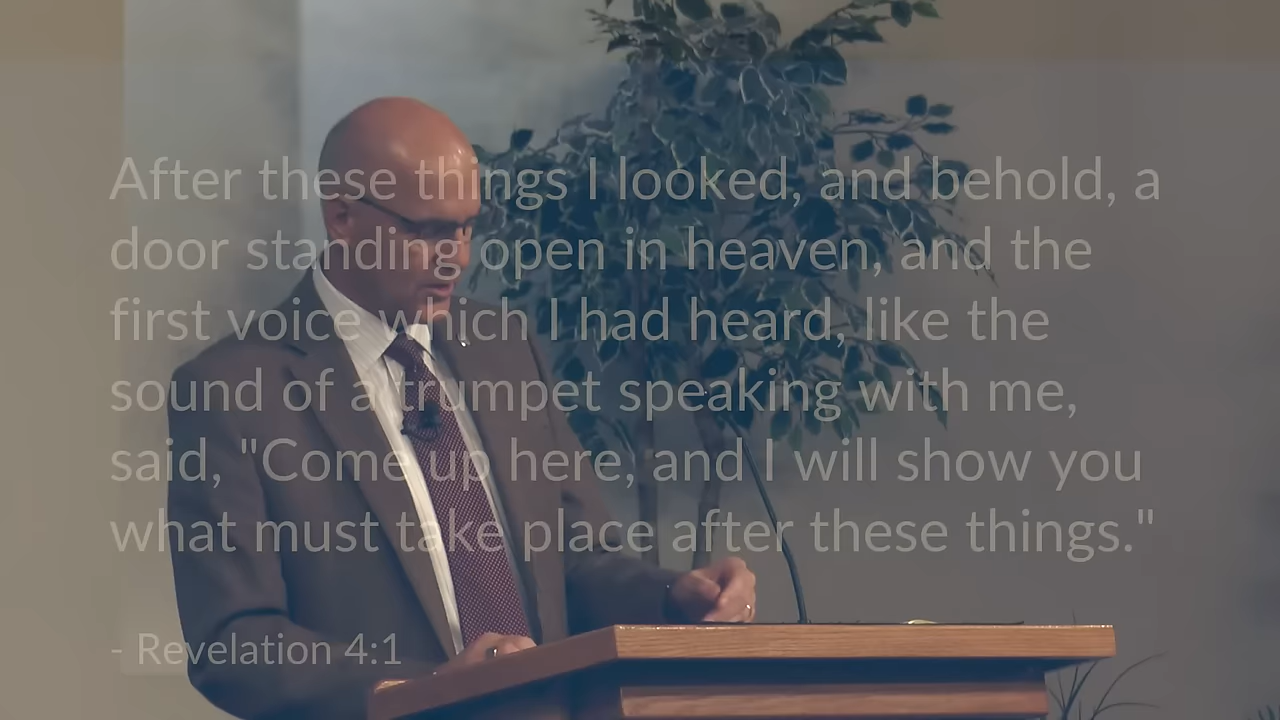 After these things I looked, and behold, a
door standing open in heaven, and the
first voice which I had heard, like the
sound of a trumpet speaking with me,
said, "Come up here, and I will show you
what must take place after these things."
- Revelation 4:1